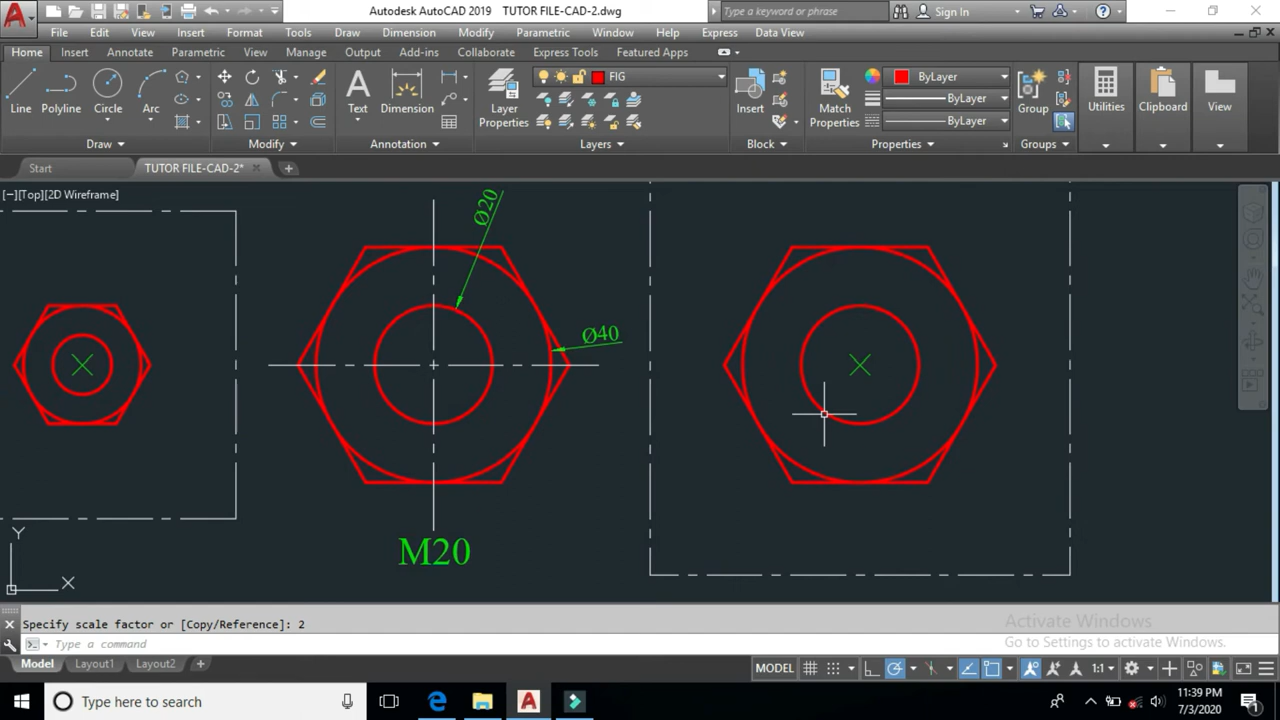 Autodesk AutoCAD 2019 TUTOR FILE-CAD-2.dwg
Type a keyword or phrase
Sign In
File Edit View Insert Format Tools Draw Dimension Modify Parametric Window Help Express Data View
Home Insert Annotate Parametric View Manage Output Add-ins Collaborate Express Tools Featured Apps
FIG
ByLayer
ByLayer
ByLayer
Line Polyline Circle Arc
Text Dimension
Layer Properties
Insert
Match Properties
Group
Utilities Clipboard View
Draw Modify Annotation Layers Block Properties Groups
Start TUTOR FILE-CAD-2*
[−][Top][2D Wireframe]
Ø20
Ø40
M20
Y
X
Specify scale factor or [Copy/Reference]: 2
Type a command
Activate Windows
Go to Settings to activate Windows.
Model Layout1 Layout2
MODEL 1:1
Type here to search
11:39 PM
7/3/2020
1